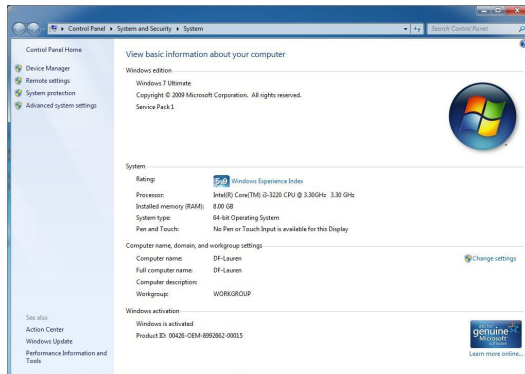 Control Panel ▸ System and Security ▸ System
Search Control Panel
Control Panel Home
Device Manager
Remote settings
System protection
Advanced system settings
View basic information about your computer
Windows edition
Windows 7 Ultimate
Copyright © 2009 Microsoft Corporation. All rights reserved.
Service Pack 1
System
Rating: 5.9 Windows Experience Index
Processor: Intel(R) Core(TM) i3-3220 CPU @ 3.30GHz 3.30 GHz
Installed memory (RAM): 8.00 GB
System type: 64-bit Operating System
Pen and Touch: No Pen or Touch Input is available for this Display
Computer name, domain, and workgroup settings
Computer name: DF-Lauren
Change settings
Full computer name: DF-Lauren
Computer description:
Workgroup: WORKGROUP
Windows activation
Windows is activated
Product ID: 00426-OEM-8992662-00015
ask for
genuine
Microsoft
software
Learn more online...
See also
Action Center
Windows Update
Performance Information and
Tools